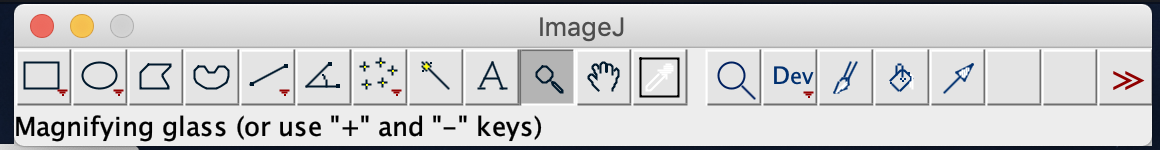 ImageJ
A Dev >>
Magnifying glass (or use "+" and "-" keys)